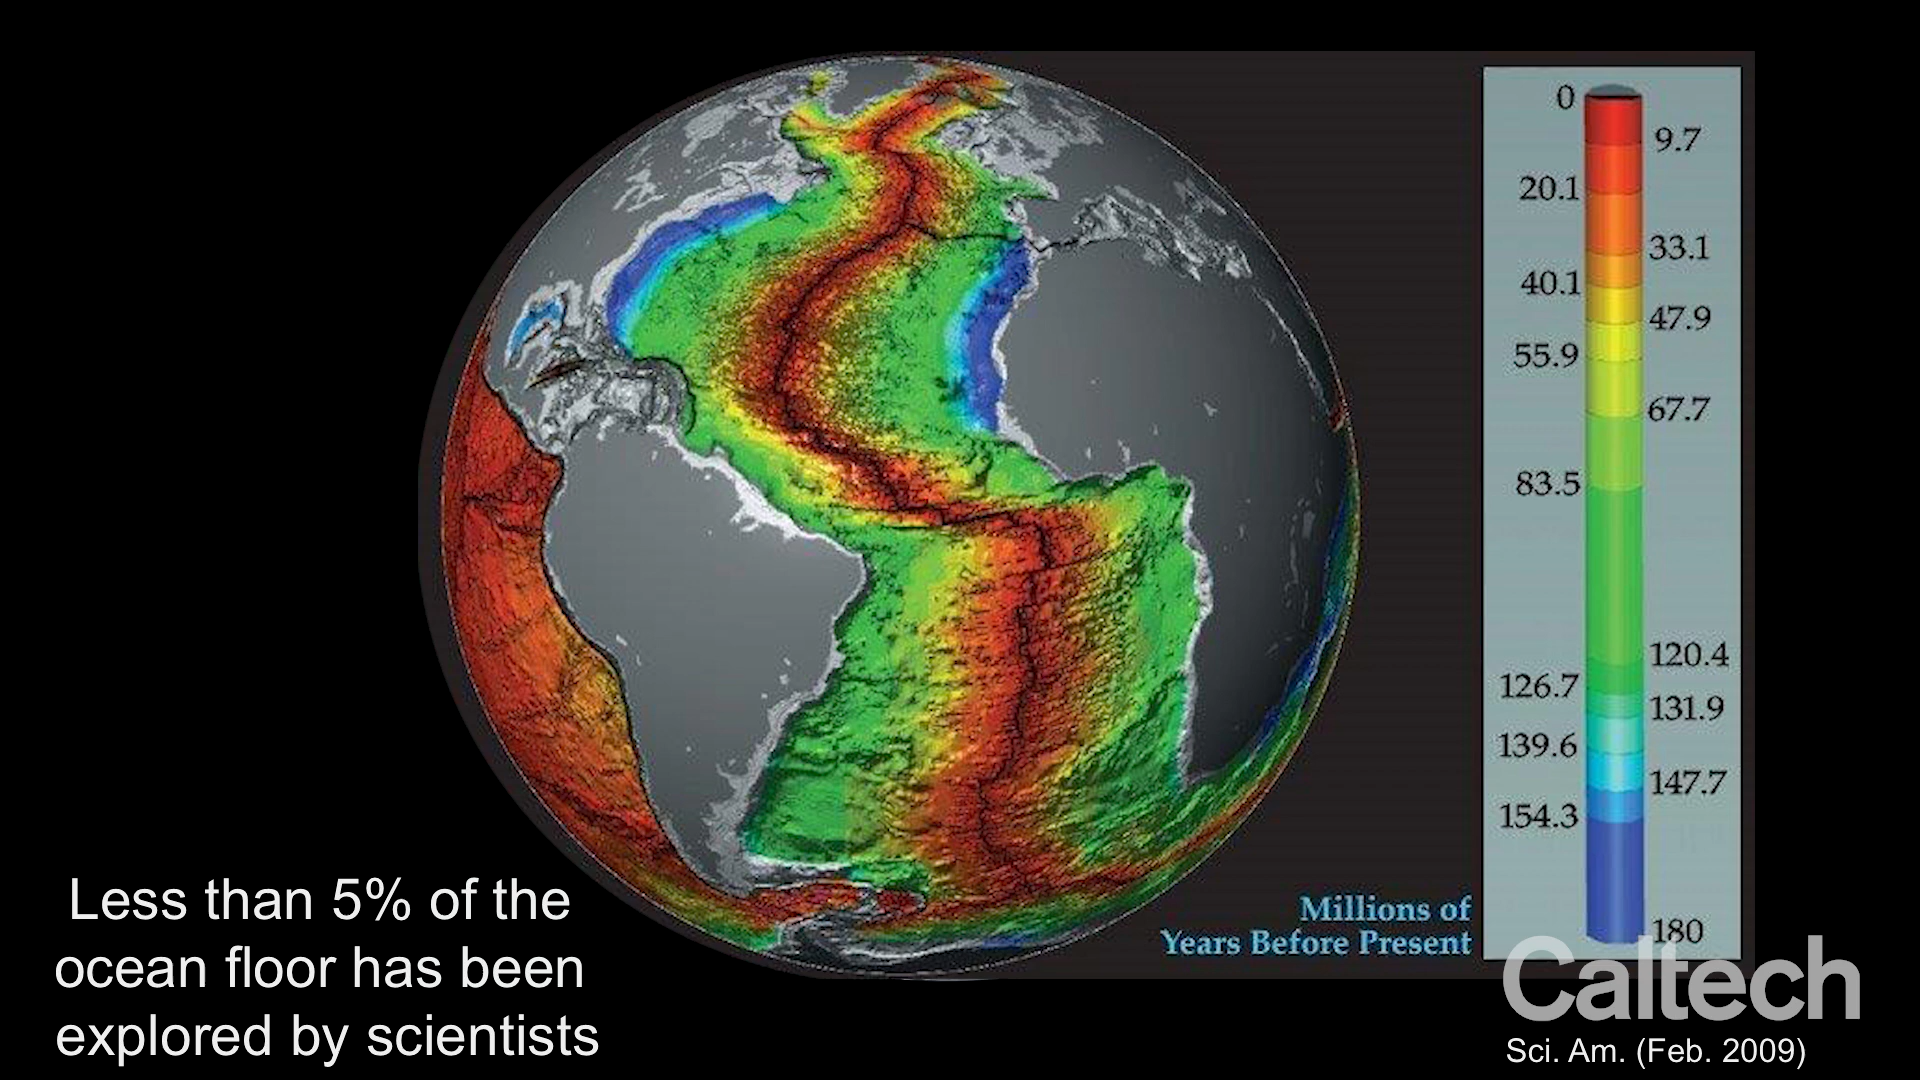 0
9.7
20.1
33.1
40.1
47.9
55.9
67.7
83.5
120.4
126.7
131.9
139.6
147.7
154.3
180
Millions of
Years Before Present
Less than 5% of the
ocean floor has been
explored by scientists
Caltech
Sci. Am. (Feb. 2009)